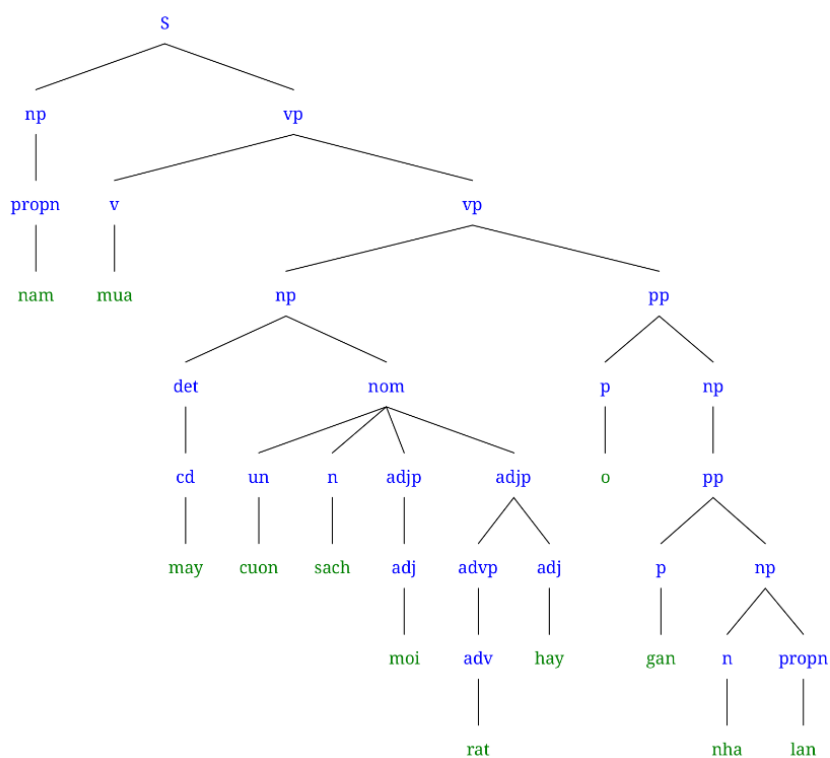 S
np vp
propn v vp
nam mua np pp
det nom p np
cd un n adjp adjp o pp
may cuon sach adj advp adj p np
moi adv hay gan n propn
rat nha lan